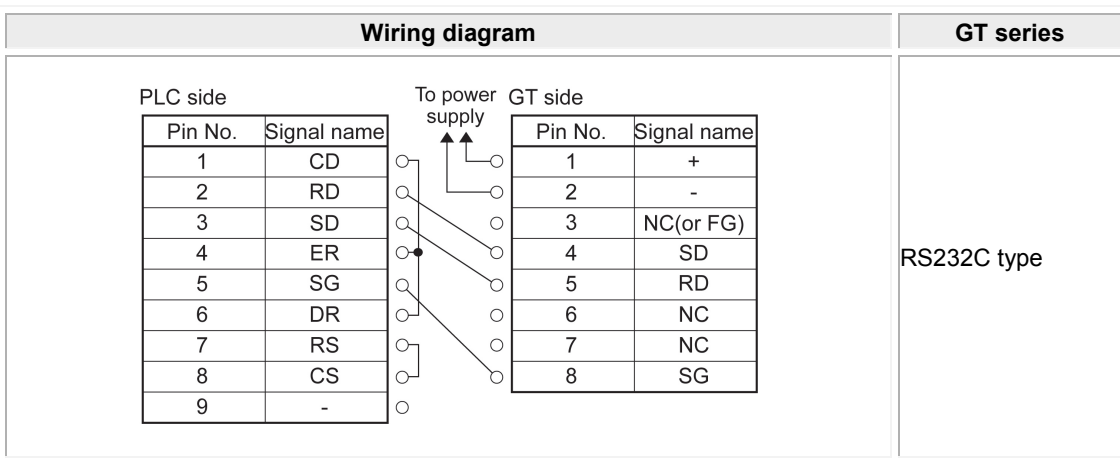 Wiring diagram GT series
PLC side To power supply GT side
Pin No. Signal name Pin No. Signal name
1 CD 1 +
2 RD 2 -
3 SD 3 NC(or FG)
4 ER 4 SD
5 SG 5 RD
6 DR 6 NC
7 RS 7 NC
8 CS 8 SG
9 -
RS232C type